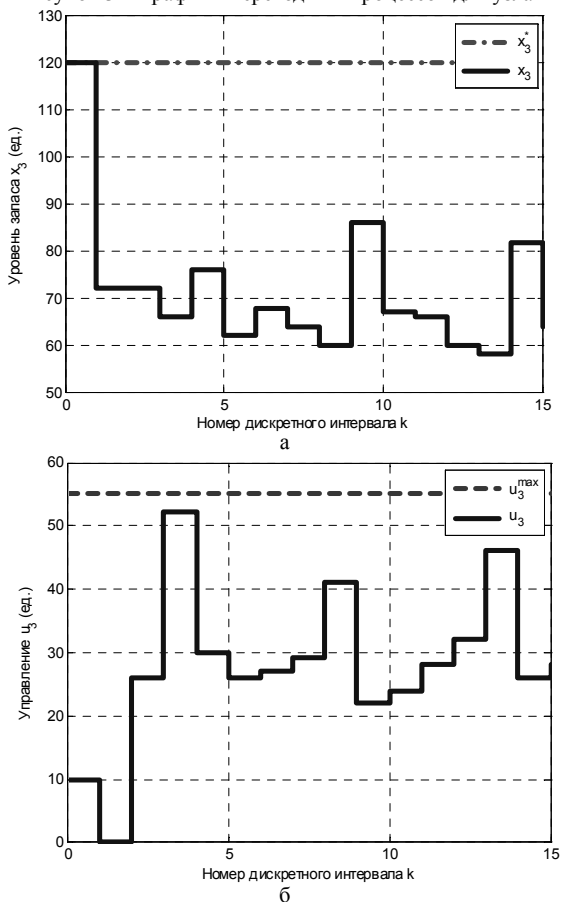 130
120
110
100
90
80
70
60
50
Уровень запаса x₃ (ед.)
x₃*
x₃
0 5 10 15
Номер дискретного интервала k
а
60
50
40
30
20
10
0
Управление u₃ (ед.)
u₃ᵐᵃˣ
u₃
0 5 10 15
Номер дискретного интервала k
б